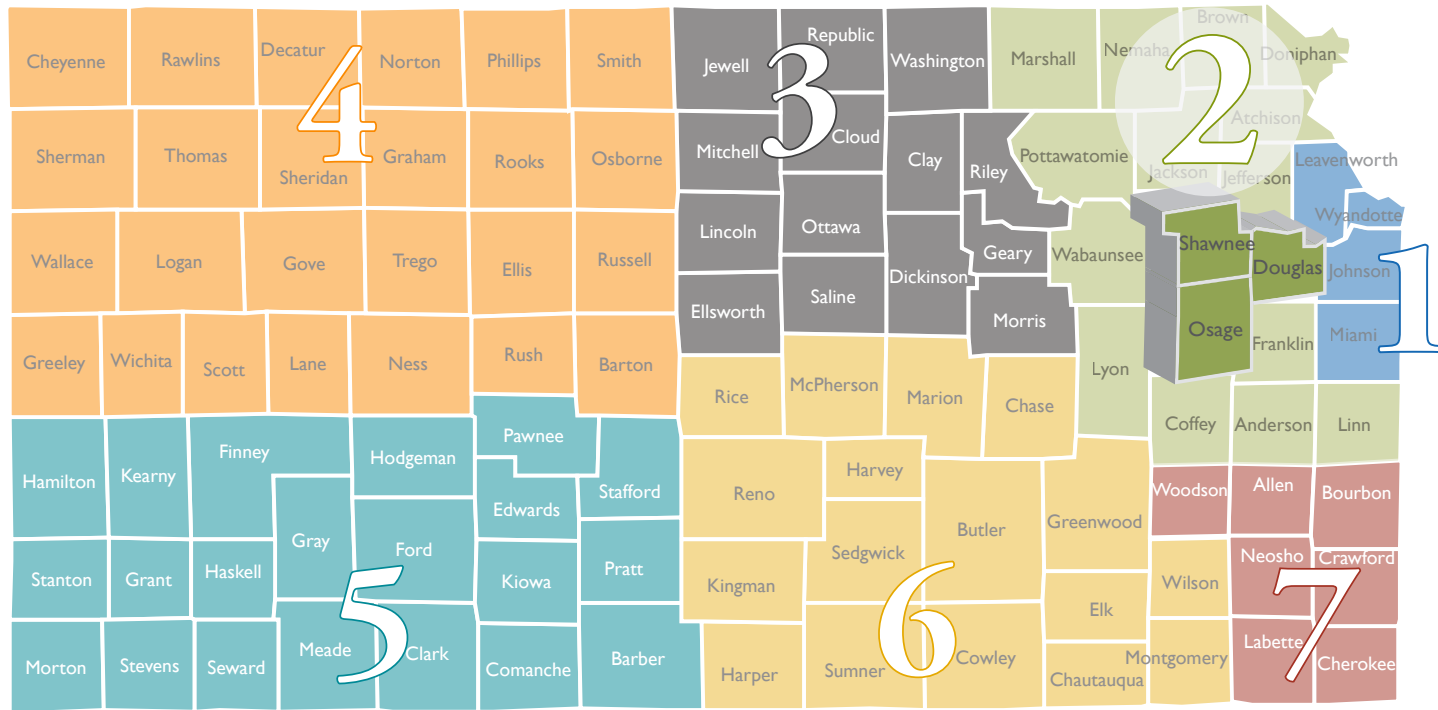 Cheyenne
Rawlins
Decatur
Norton
Phillips
Smith
Jewell
Republic
Washington
Marshall
Nemaha
Brown
Doniphan
4
3
2
Sherman
Thomas
Sheridan
Graham
Rooks
Osborne
Mitchell
Cloud
Clay
Riley
Pottawatomie
Jackson
Atchison
Jefferson
Leavenworth
Wyandotte
Wallace
Logan
Gove
Trego
Ellis
Russell
Lincoln
Ottawa
Dickinson
Geary
Wabaunsee
Shawnee
Douglas
Johnson
1
Greeley
Wichita
Scott
Lane
Ness
Rush
Barton
Ellsworth
Saline
Morris
Lyon
Osage
Franklin
Miami
Rice
McPherson
Marion
Chase
Coffey
Anderson
Linn
Hamilton
Kearny
Finney
Hodgeman
Pawnee
Stafford
Edwards
Reno
Harvey
Butler
Greenwood
Woodson
Allen
Bourbon
Stanton
Grant
Haskell
Gray
Ford
Kiowa
Pratt
Kingman
Sedgwick
Elk
Wilson
Neosho
Crawford
5
6
7
Morton
Stevens
Seward
Meade
Clark
Comanche
Barber
Harper
Sumner
Cowley
Chautauqua
Montgomery
Labette
Cherokee